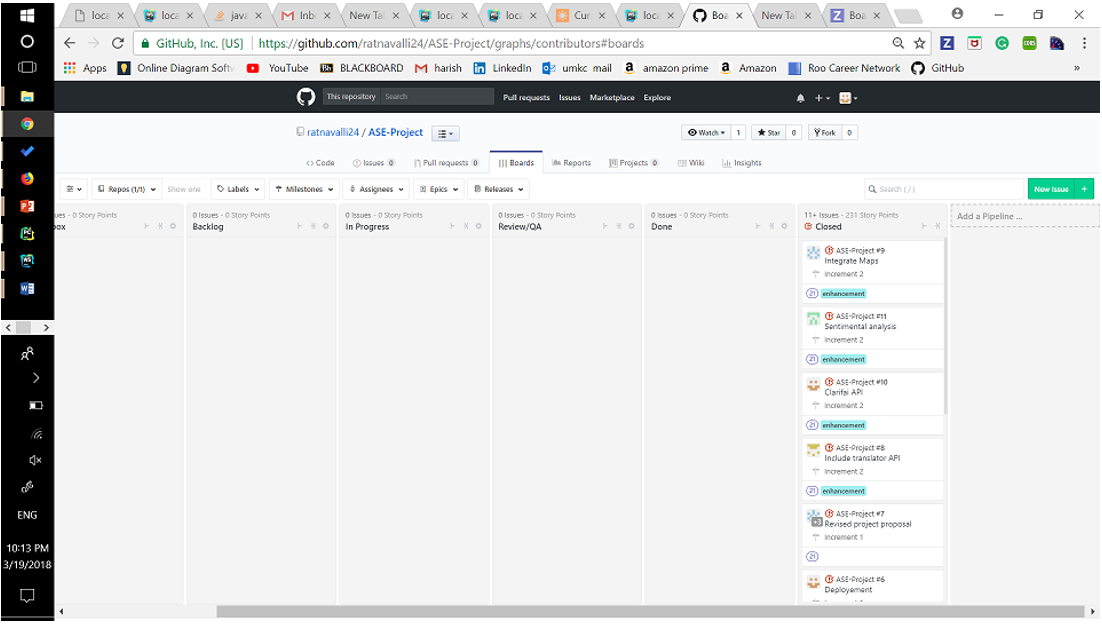 loca
loca
java
Inb
New Tal
loca
loca
Cur
loca
Boa
New Tal
Boa
GitHub, Inc. [US]
https://github.com/ratnavalli24/ASE-Project/graphs/contributors#boards
Apps
Online Diagram Softw
YouTube
BLACKBOARD
harish
LinkedIn
umkc mail
amazon prime
Amazon
Roo Career Network
GitHub
»
This repository
Search
Pull requests
Issues
Marketplace
Explore
ratnavalli24 / ASE-Project
Watch 1
Star 0
Fork 0
Code
Issues 0
Pull requests 0
Boards
Reports
Projects 0
Wiki
Insights
Repos (1/1)
Show one
Labels
Milestones
Assignees
Epics
Releases
Search ( / )
New Issue +
ues - 0 Story Points
box
0 Issues - 0 Story Points
Backlog
0 Issues - 0 Story Points
In Progress
0 Issues - 0 Story Points
Review/QA
0 Issues - 0 Story Points
Done
11+ Issues - 231 Story Points
Closed
Add a Pipeline ...
ASE-Project #9
Integrate Maps
Increment 2
21 enhancement
ASE-Project #11
Sentimental analysis
Increment 2
21 enhancement
ASE-Project #10
Clarifai API
Increment 2
21 enhancement
ASE-Project #8
Include translator API
Increment 2
21 enhancement
ASE-Project #7
Revised project proposal
Increment 1
21
ASE-Project #6
Deployement
ENG
10:13 PM
3/19/2018